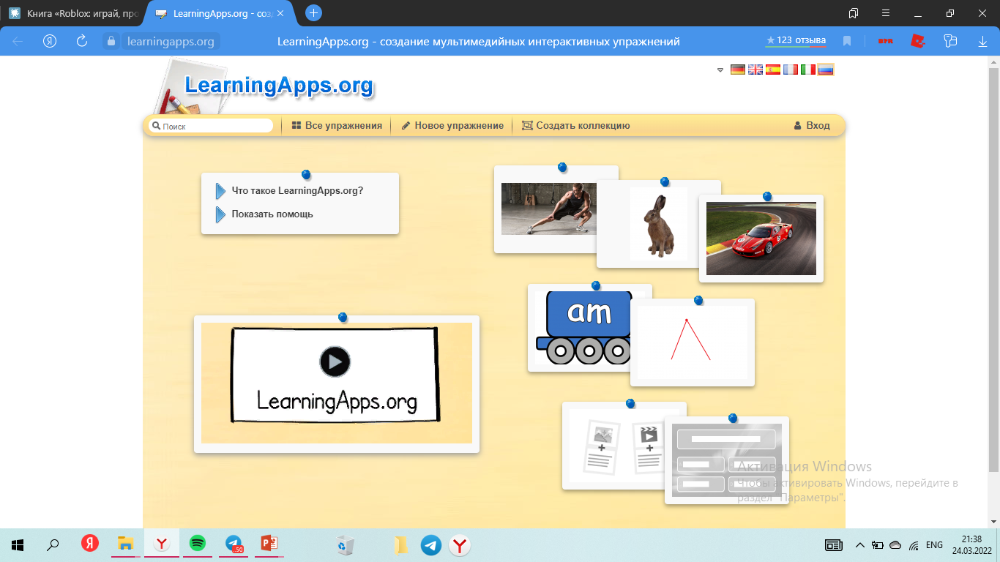 Книга «Roblox: играй, про
LearningApps.org - соз
learningapps.org
LearningApps.org - создание мультимедийных интерактивных упражнений
123 отзыва
LearningApps.org
Поиск
Все упражнения
Новое упражнение
Создать коллекцию
Вход
Что такое LearningApps.org?
Показать помощь
am
LearningApps.org
Активация Windows
Чтобы активировать Windows, перейдите в
раздел "Параметры".
50
ENG
21:38
24.03.2022